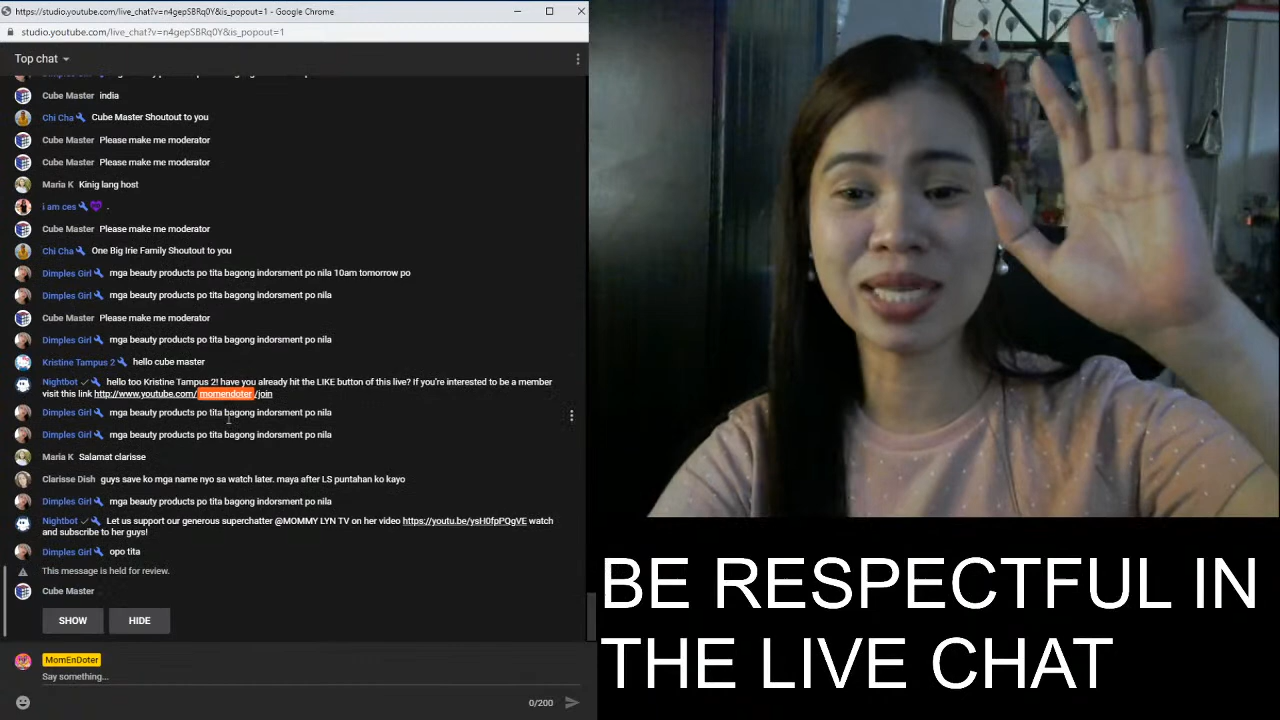 https://studio.youtube.com/live_chat?v=n4gepSBRq0Y&is_popout=1 - Google Chrome
studio.youtube.com/live_chat?v=n4gepSBRq0Y&is_popout=1
Top chat
Cube Master india
Chi Cha Cube Master Shoutout to you
Cube Master Please make me moderator
Cube Master Please make me moderator
Maria K Kinig lang host
i am ces .
Cube Master Please make me moderator
Chi Cha One Big Irie Family Shoutout to you
Dimples Girl mga beauty products po tita bagong indorsment po nila 10am tomorrow po
Dimples Girl mga beauty products po tita bagong indorsment po nila
Cube Master Please make me moderator
Dimples Girl mga beauty products po tita bagong indorsment po nila
Kristine Tampus 2 hello cube master
Nightbot hello too Kristine Tampus 2! have you already hit the LIKE button of this live? If you're interested to be a member
visit this link http://www.youtube.com/momendoter/join
Dimples Girl mga beauty products po tita bagong indorsment po nila
Dimples Girl mga beauty products po tita bagong indorsment po nila
Maria K Salamat clarisse
Clarisse Dish guys save ko mga name nyo sa watch later. maya after LS puntahan ko kayo
Dimples Girl mga beauty products po tita bagong indorsment po nila
Nightbot Let us support our generous superchatter @MOMMY LYN TV on her video https://youtu.be/ysH0fpPQgVE watch
and subscribe to her guys!
Dimples Girl opo tita
This message is held for review.
Cube Master
SHOW HIDE
MomEnDoter
Say something...
0/200
BE RESPECTFUL IN
THE LIVE CHAT